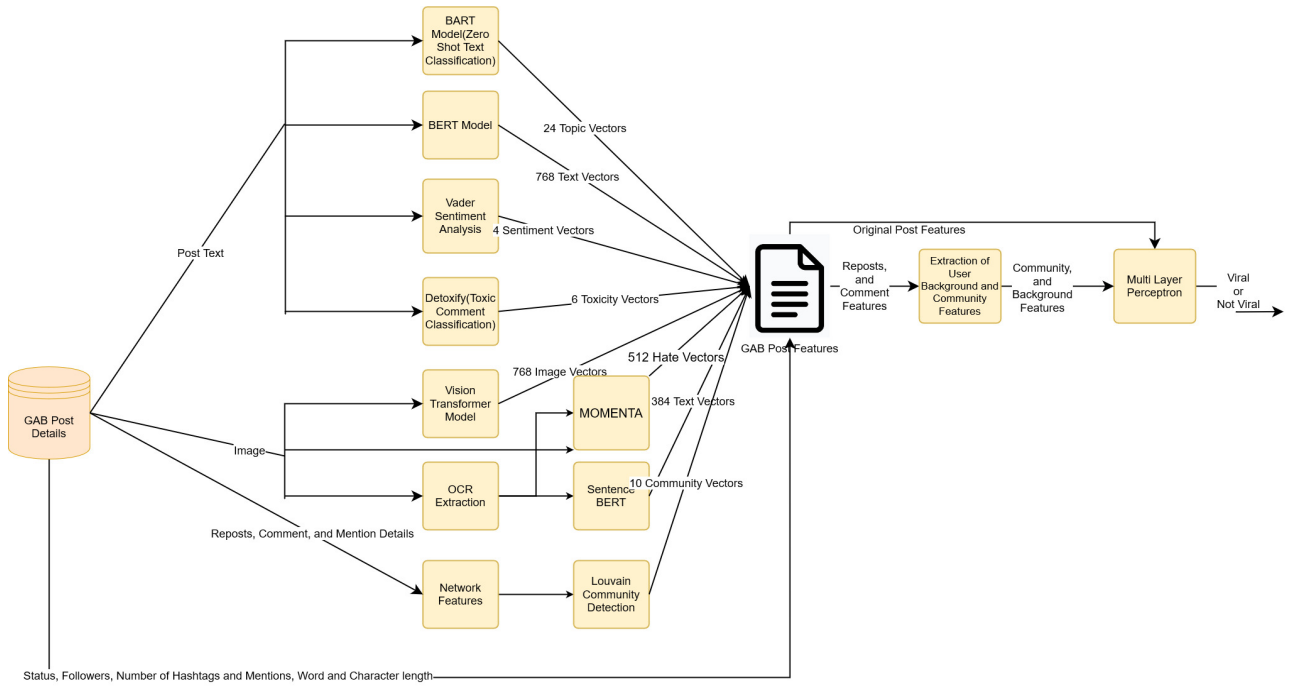 BART
Model(Zero
Shot Text
Classification)
BERT Model
24 Topic Vectors
768 Text Vectors
Vader
Sentiment
Analysis
4 Sentiment Vectors
Post Text
Detoxify(Toxic
Comment
Classification)
6 Toxicity Vectors
Original Post Features
Reposts,
and
Comment
Features
Extraction of
User
Background and
Community
Features
Community,
and
Background
Features
Multi Layer
Perceptron
Viral
or
Not Viral
GAB Post Features
512 Hate Vectors
768 Image Vectors
Vision
Transformer
Model
MOMENTA
384 Text Vectors
GAB Post
Details
Image
OCR
Extraction
Sentence
BERT
10 Community Vectors
Reposts, Comment, and Mention Details
Network
Features
Louvain
Community
Detection
Status, Followers, Number of Hashtags and Mentions, Word and Character length